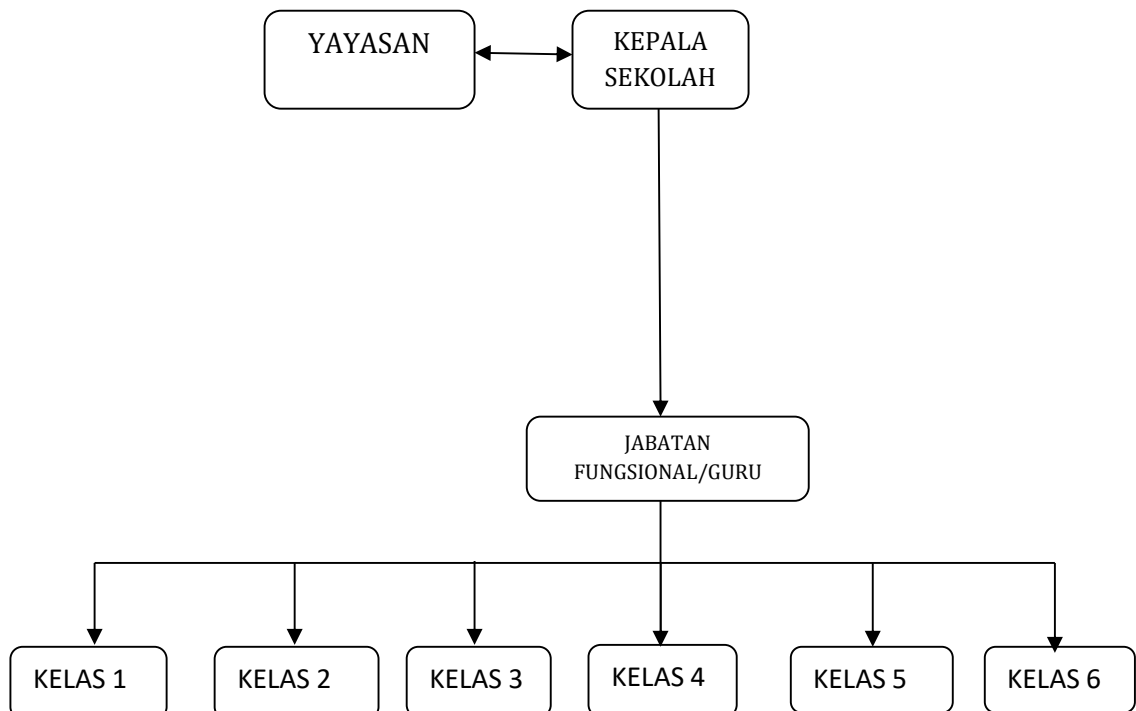 YAYASAN
KEPALA
SEKOLAH
JABATAN
FUNGSIONAL/GURU
KELAS 1
KELAS 2
KELAS 3
KELAS 4
KELAS 5
KELAS 6